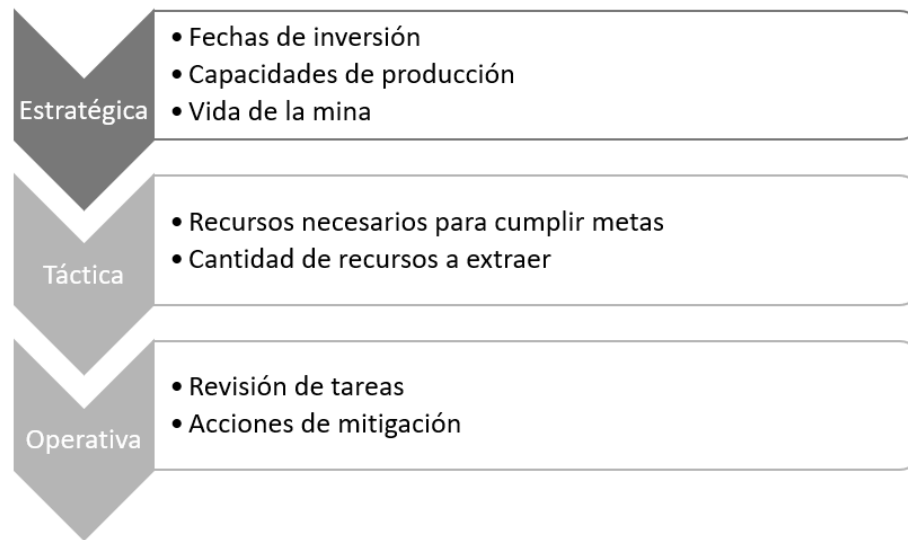 Estratégica
• Fechas de inversión
• Capacidades de producción
• Vida de la mina
Táctica
• Recursos necesarios para cumplir metas
• Cantidad de recursos a extraer
Operativa
• Revisión de tareas
• Acciones de mitigación